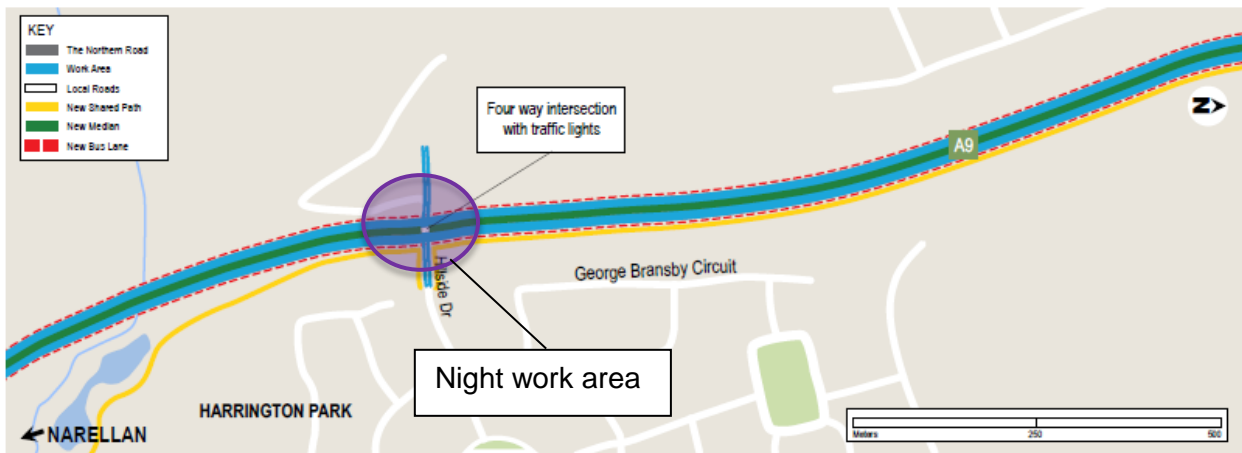 KEY
The Northern Road
Work Area
Local Roads
New Shared Path
New Median
New Bus Lane
Four way intersection
with traffic lights
N
A9
Hillside Dr
George Bransby Circuit
Night work area
HARRINGTON PARK
NARELLAN
Meters
250
500